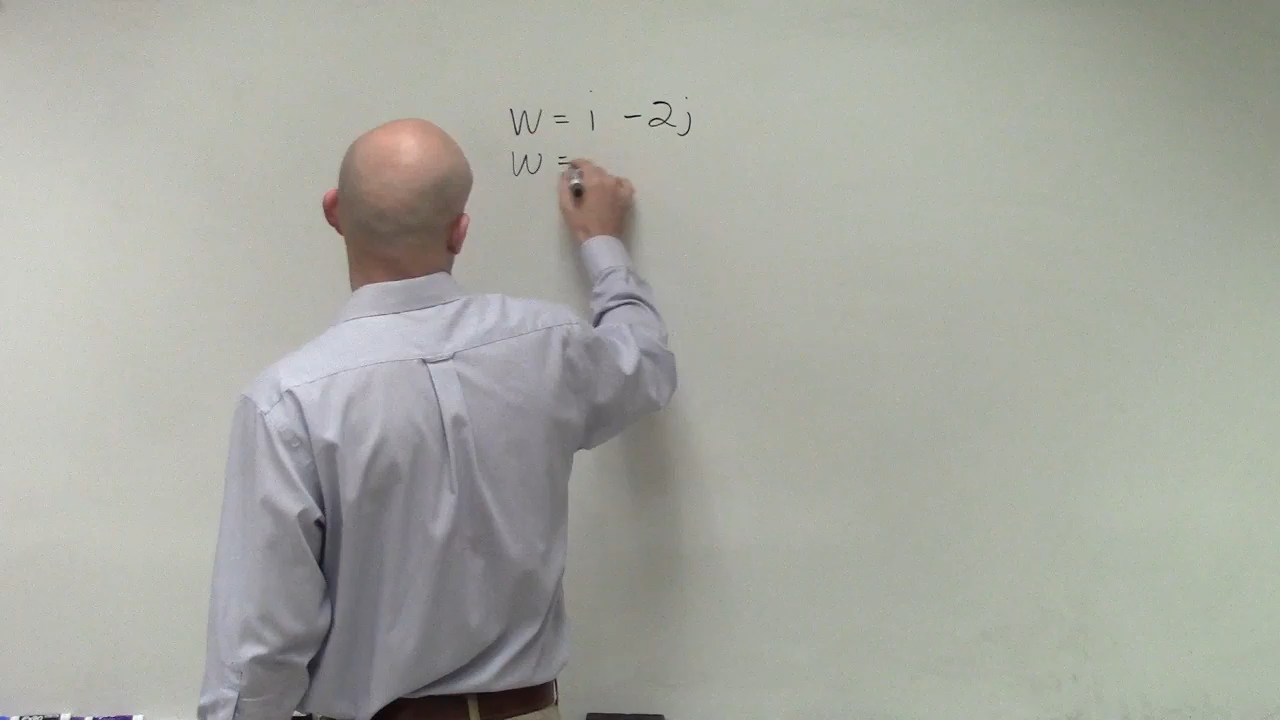 W = i -2j
W =